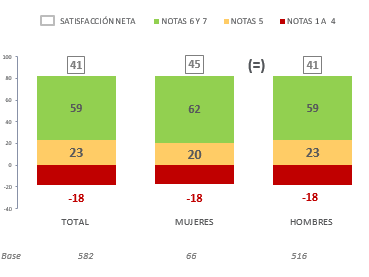 SATISFACCIÓN NETA NOTAS 6 Y 7 NOTAS 5 NOTAS 1 A 4
100
80
60
40
20
0
-20
-40
41 45 (=) 41
59 62 59
23 20 23
-18 -18 -18
TOTAL MUJERES HOMBRES
Base 582 66 516